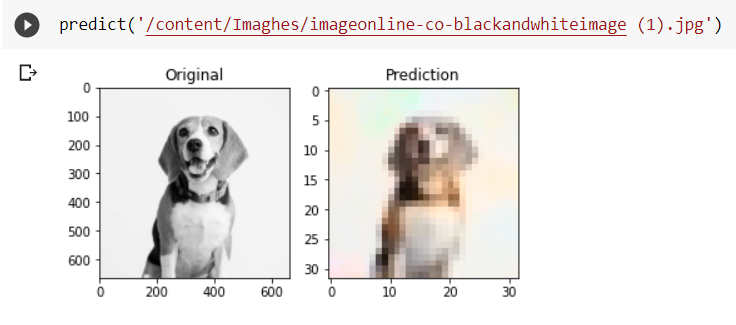 predict('/content/Imaghes/imageonline-co-blackandwhiteimage (1).jpg')
Original
Prediction
0
100
200
300
400
500
600
0 200 400 600
0
5
10
15
20
25
30
0 10 20 30